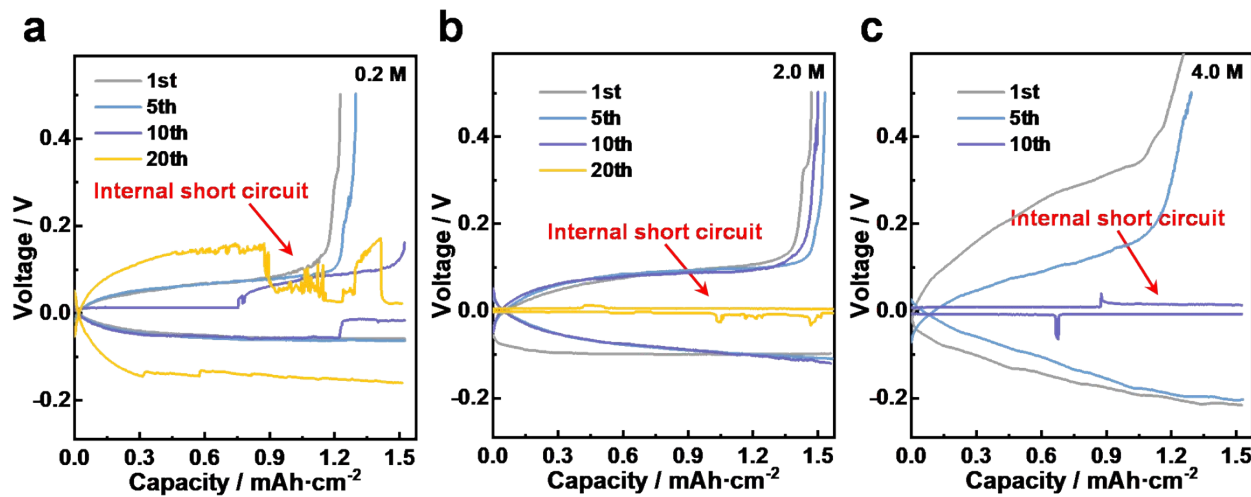 a
0.2 M
1st
5th
10th
20th
Internal short circuit
Voltage / V
0.4
0.2
0.0
−0.2
0.0 0.3 0.6 0.9 1.2 1.5
Capacity / mAh·cm⁻²
b
2.0 M
1st
5th
10th
20th
Internal short circuit
Voltage / V
0.4
0.2
0.0
−0.2
0.0 0.3 0.6 0.9 1.2 1.5
Capacity / mAh·cm⁻²
c
4.0 M
1st
5th
10th
Internal short circuit
Voltage / V
0.4
0.2
0.0
−0.2
0.0 0.3 0.6 0.9 1.2 1.5
Capacity / mAh·cm⁻²